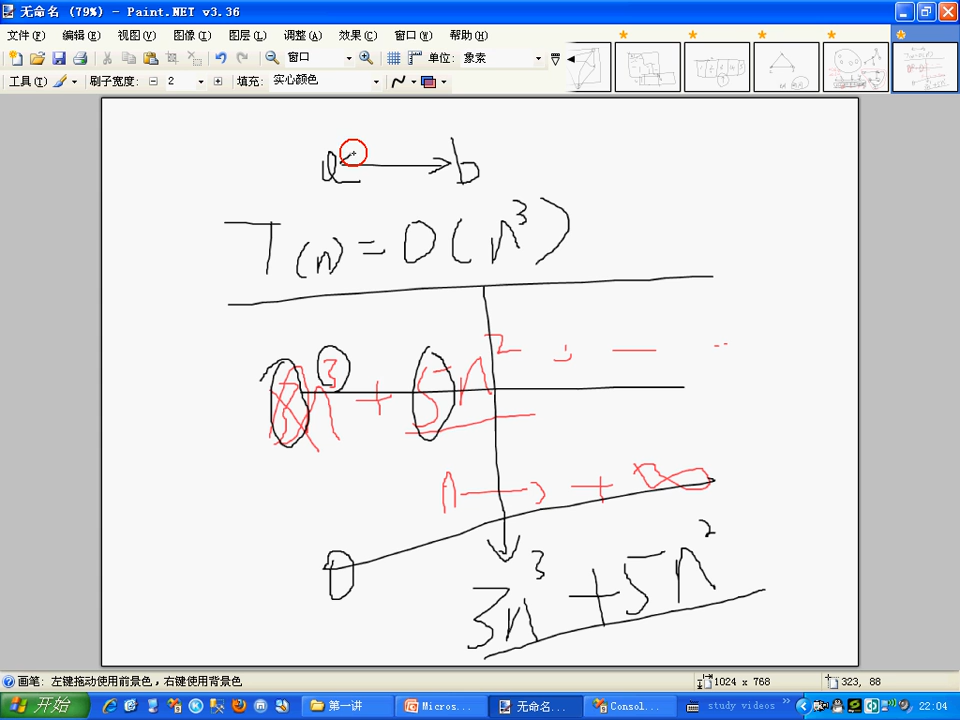 无命名 (79%) - Paint.NET v3.36
文件(F) 编辑(E) 视图(V) 图像(I) 图层(L) 调整(A) 效果(C) 窗口(W) 帮助(H)
窗口 单位: 象素
工具(T) 刷子宽度: 2 填充: 实心颜色
a → b
T(n) = O(n³)
3n³ + 5n²
n → +∞
0
3n³ + 5n²
画笔: 左键拖动使用前景色,右键使用背景色 1024 x 768 323, 88
开始 第一讲 Micros... 无命名... Consol... study videos » 22:04